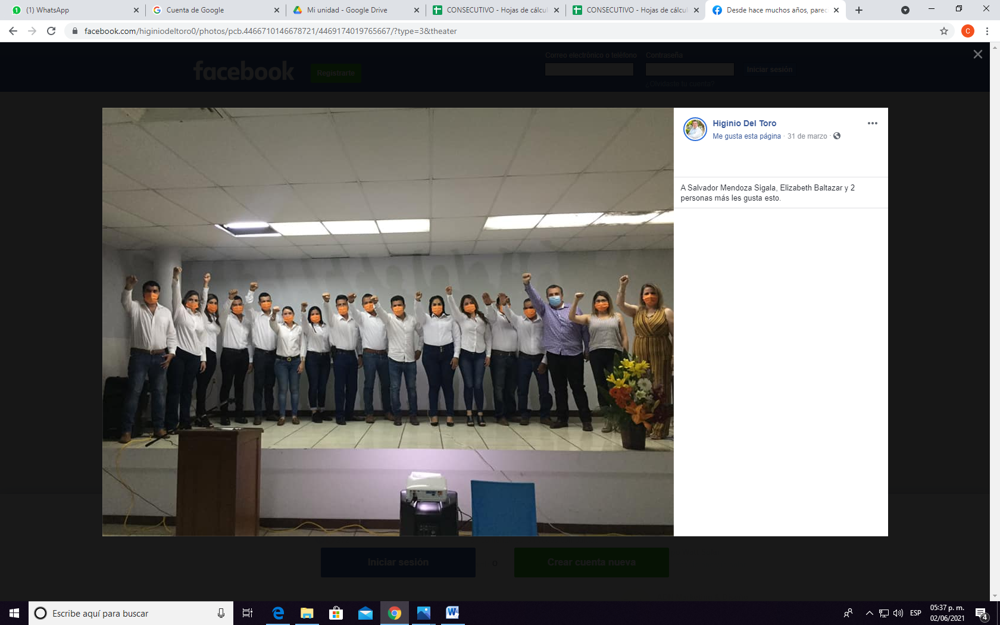 (1) WhatsApp
Cuenta de Google
Mi unidad - Google Drive
CONSECUTIVO - Hojas de cálcul
CONSECUTIVO - Hojas de cálcul
Desde hace muchos años, parec
facebook.com/higiniodeltoro0/photos/pcb.4466710146678721/4469174019765667/?type=3&theater
C
Correo electrónico o teléfono
Contraseña
facebook
Registrarte
Iniciar sesión
¿Olvidaste tu cuenta?
Higinio Del Toro
Me gusta esta página · 31 de marzo ·
A Salvador Mendoza Sigala, Elizabeth Baltazar y 2
personas más les gusta esto.
Iniciar sesión
o
Crear cuenta nueva
Escribe aquí para buscar
ESP
05:37 p. m.
02/06/2021
4